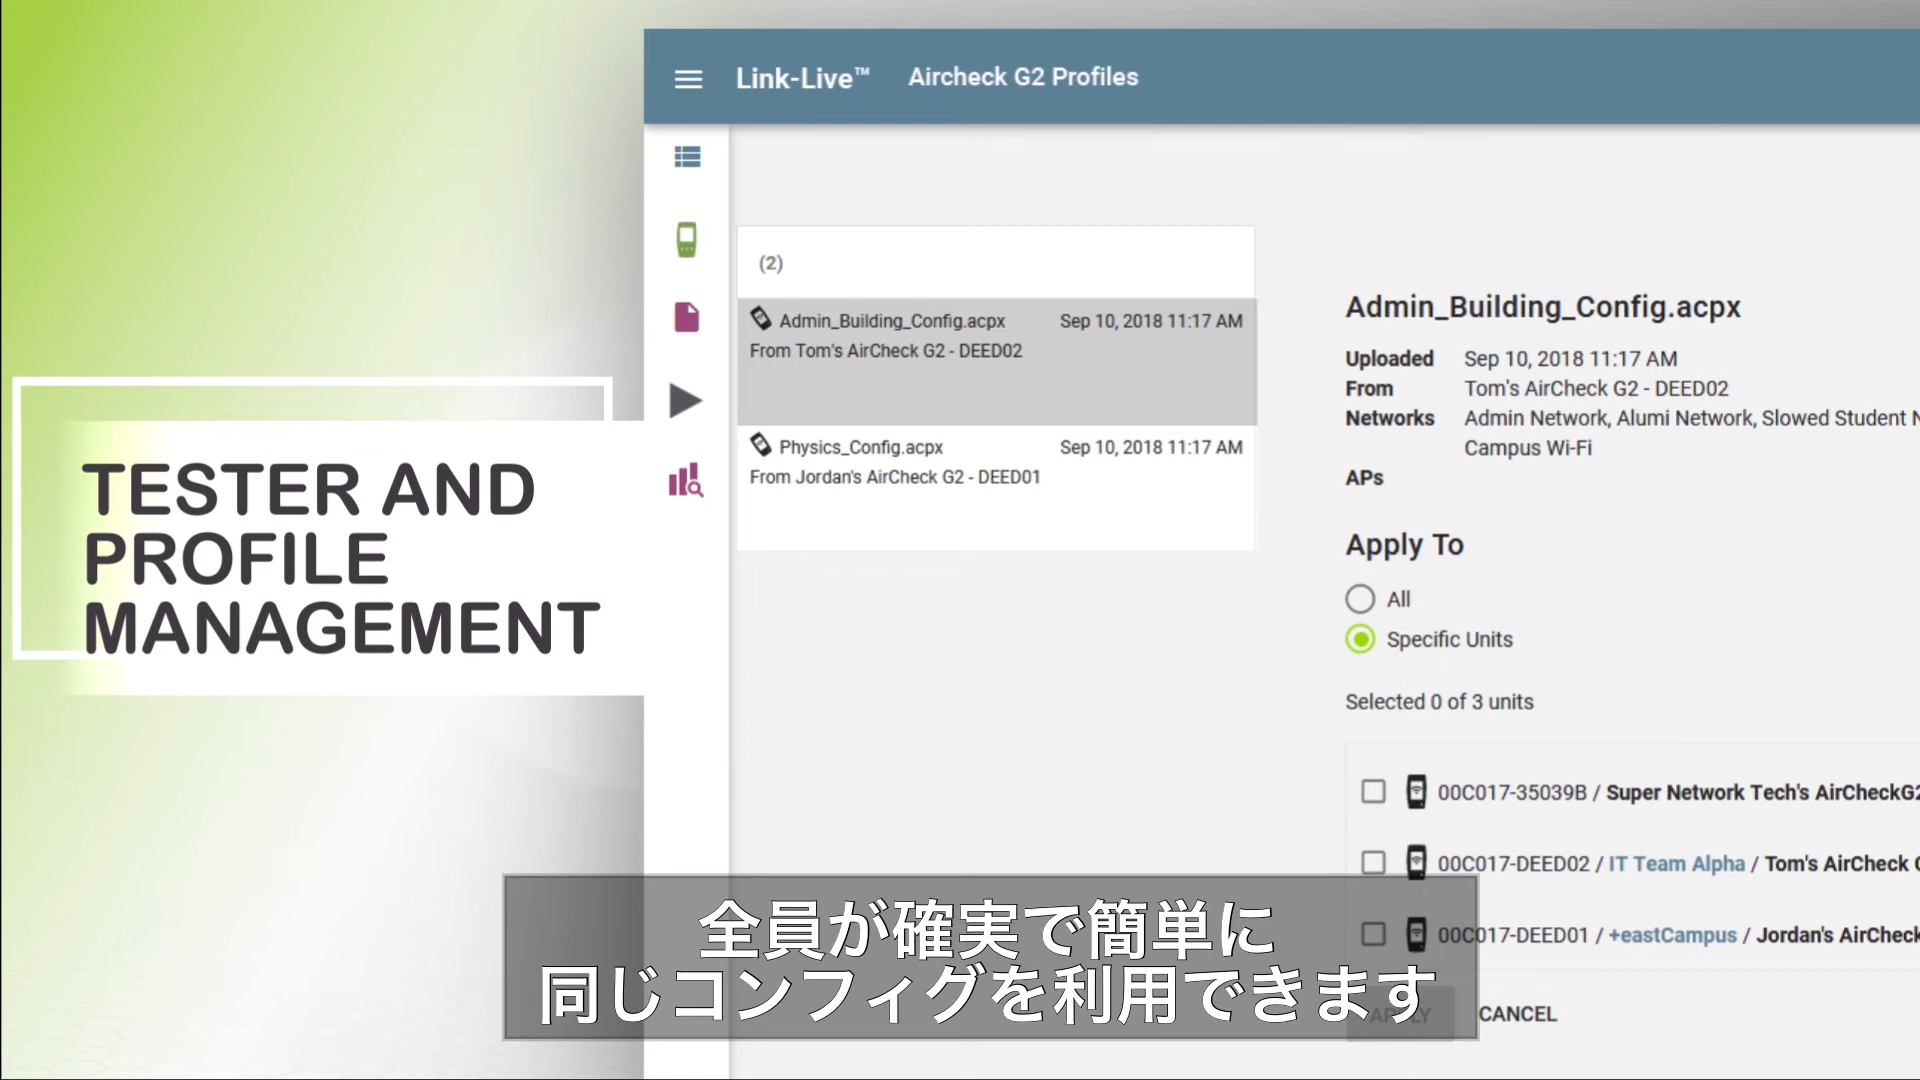 Link-Live™ Aircheck G2 Profiles
(2)
Admin_Building_Config.acpx Sep 10, 2018 11:17 AM
From Tom's AirCheck G2 - DEED02
Physics_Config.acpx Sep 10, 2018 11:17 AM
From Jordan's AirCheck G2 - DEED01
TESTER AND
PROFILE
MANAGEMENT
Admin_Building_Config.acpx
Uploaded Sep 10, 2018 11:17 AM
From Tom's AirCheck G2 - DEED02
Networks Admin Network, Alumi Network, Slowed Student N
Campus Wi-Fi
APs
Apply To
All
Specific Units
Selected 0 of 3 units
00C017-35039B / Super Network Tech's AirCheckG2
00C017-DEED02 / IT Team Alpha / Tom's AirCheck G
00C017-DEED01 / +eastCampus / Jordan's AirCheck
APPLY CANCEL
全員が確実で簡単に
同じコンフィグを利用できます